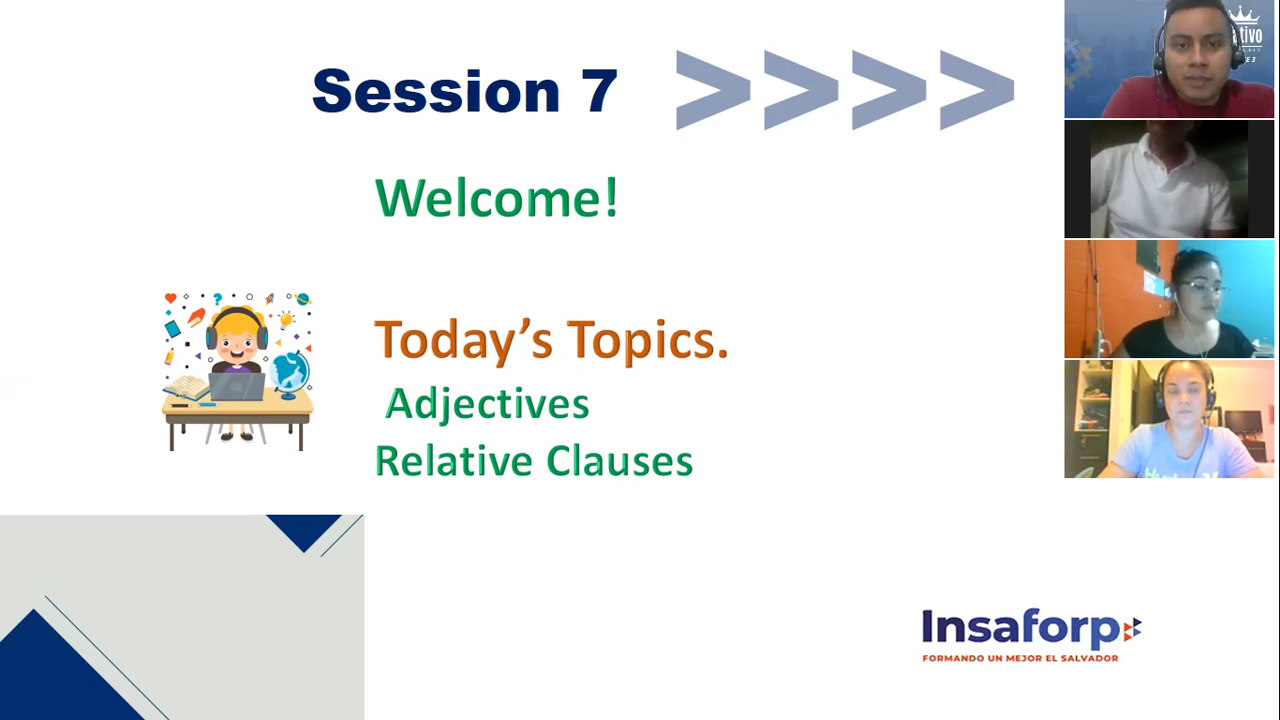 Session 7 >>>>
Welcome!
Today's Topics.
Adjectives
Relative Clauses
Insaforp
FORMANDO UN MEJOR EL SALVADOR